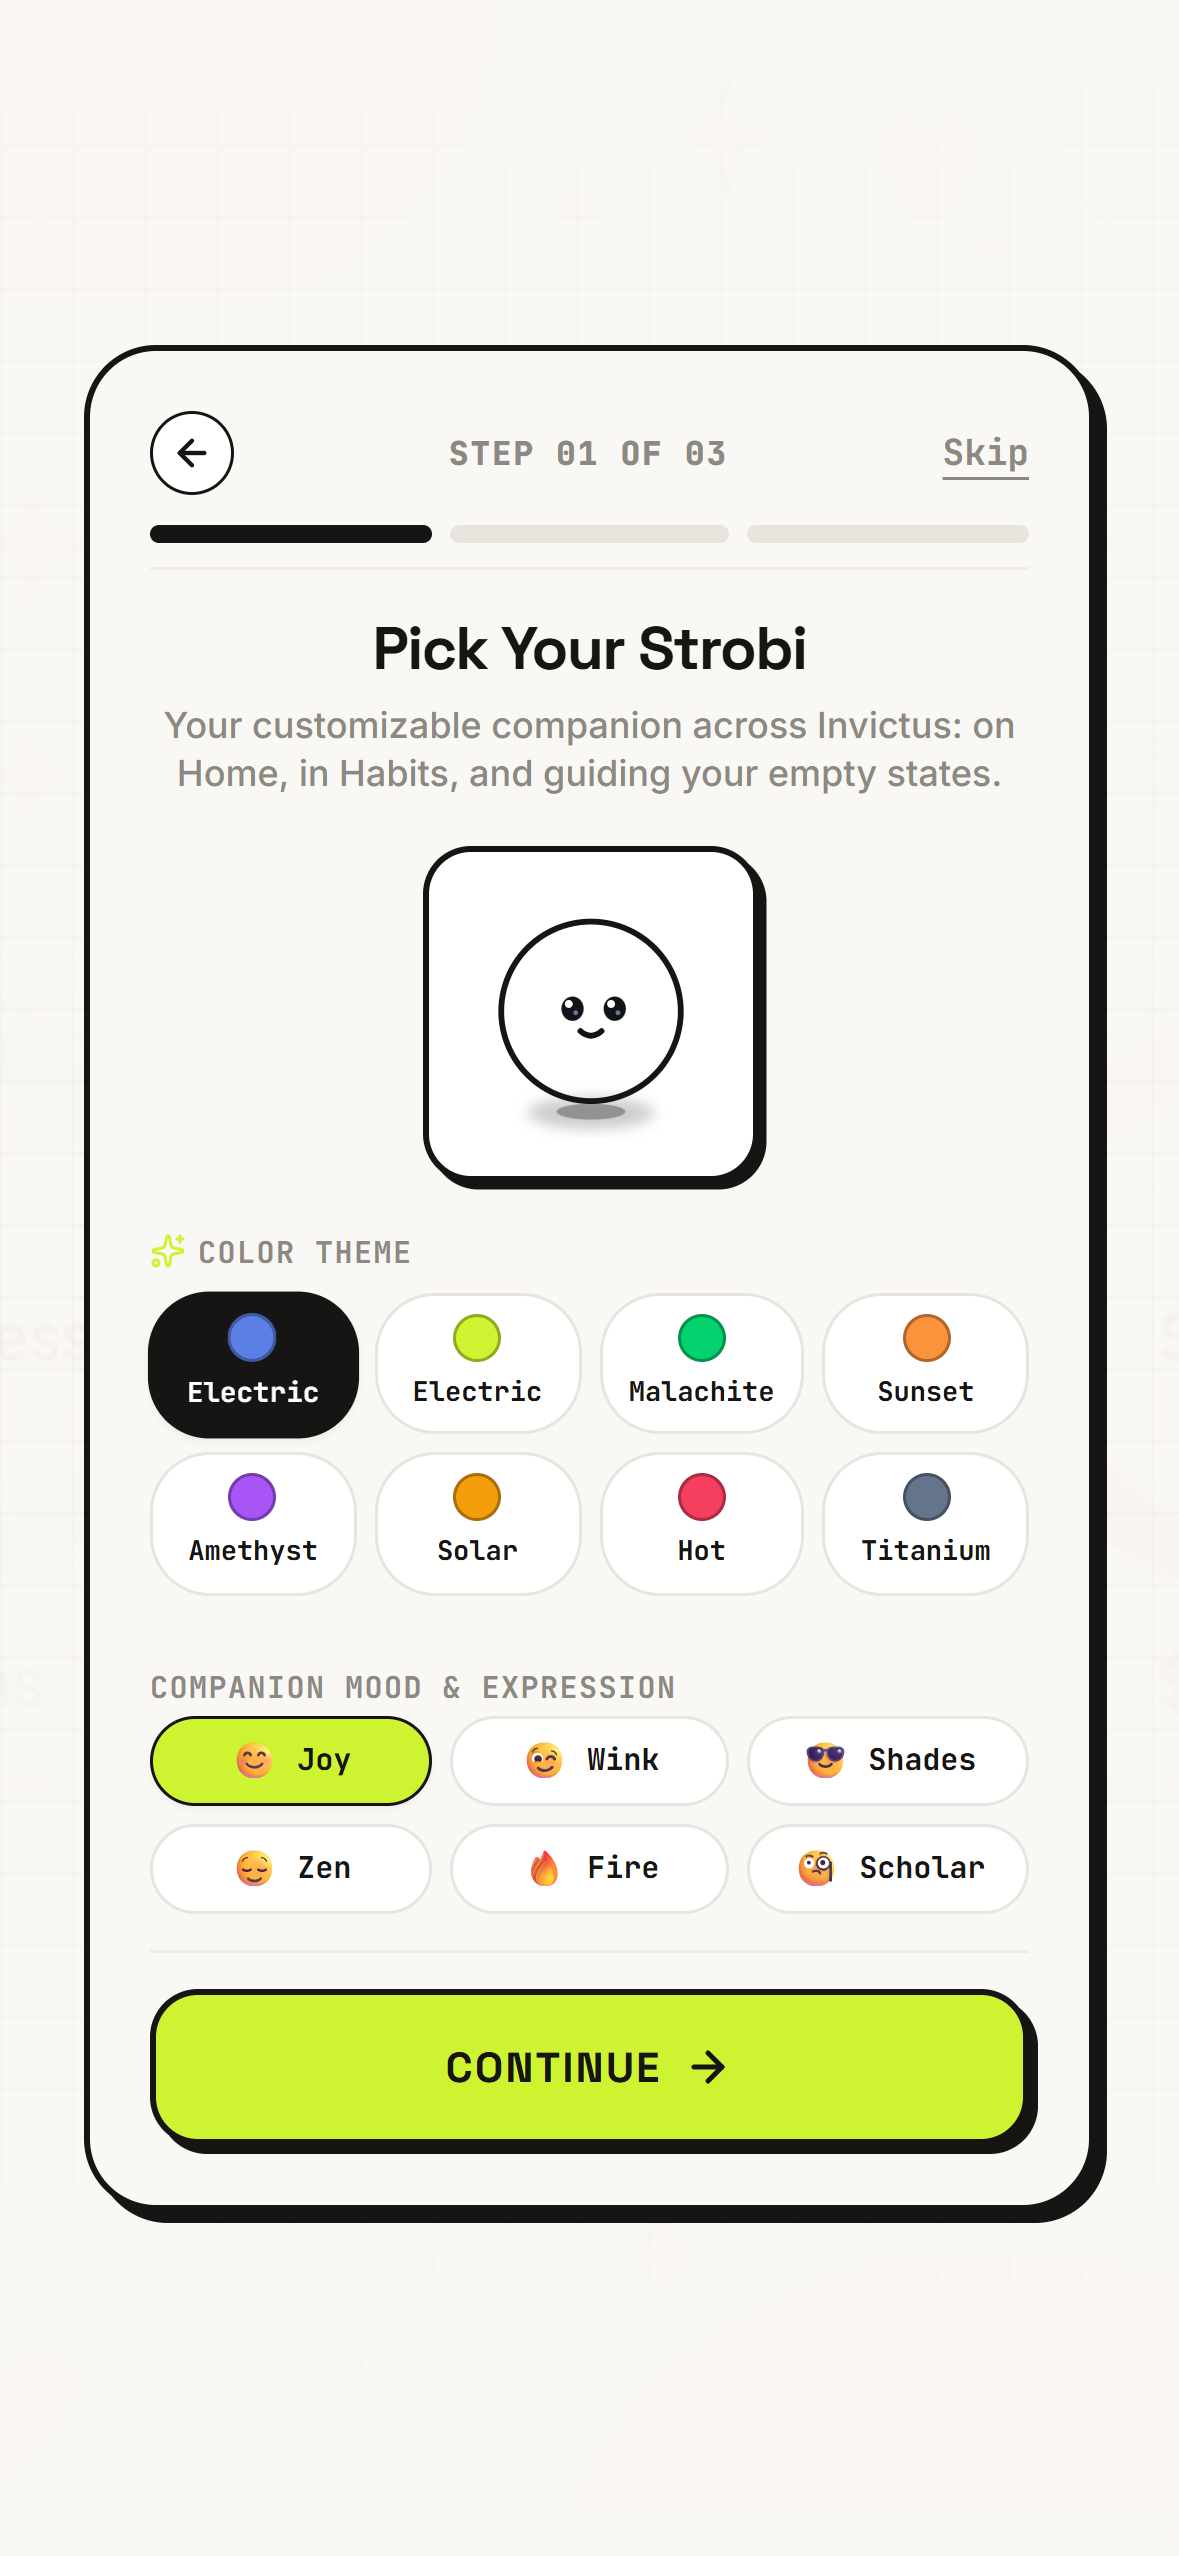 STEP 01 OF 03
Skip
Pick Your Strobi
Your customizable companion across Invictus: on
Home, in Habits, and guiding your empty states.
COLOR THEME
Electric
Electric
Malachite
Sunset
Amethyst
Solar
Hot
Titanium
COMPANION MOOD & EXPRESSION
Joy
Wink
Shades
Zen
Fire
Scholar
CONTINUE